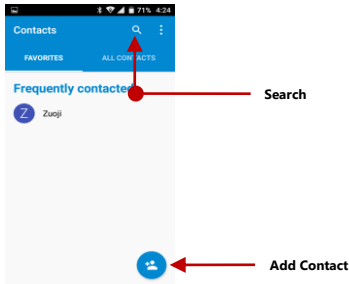 71% 4:24
Contacts
FAVORITES ALL CONTACTS
Frequently contacted
Search
Z Zuoji
Add Contact